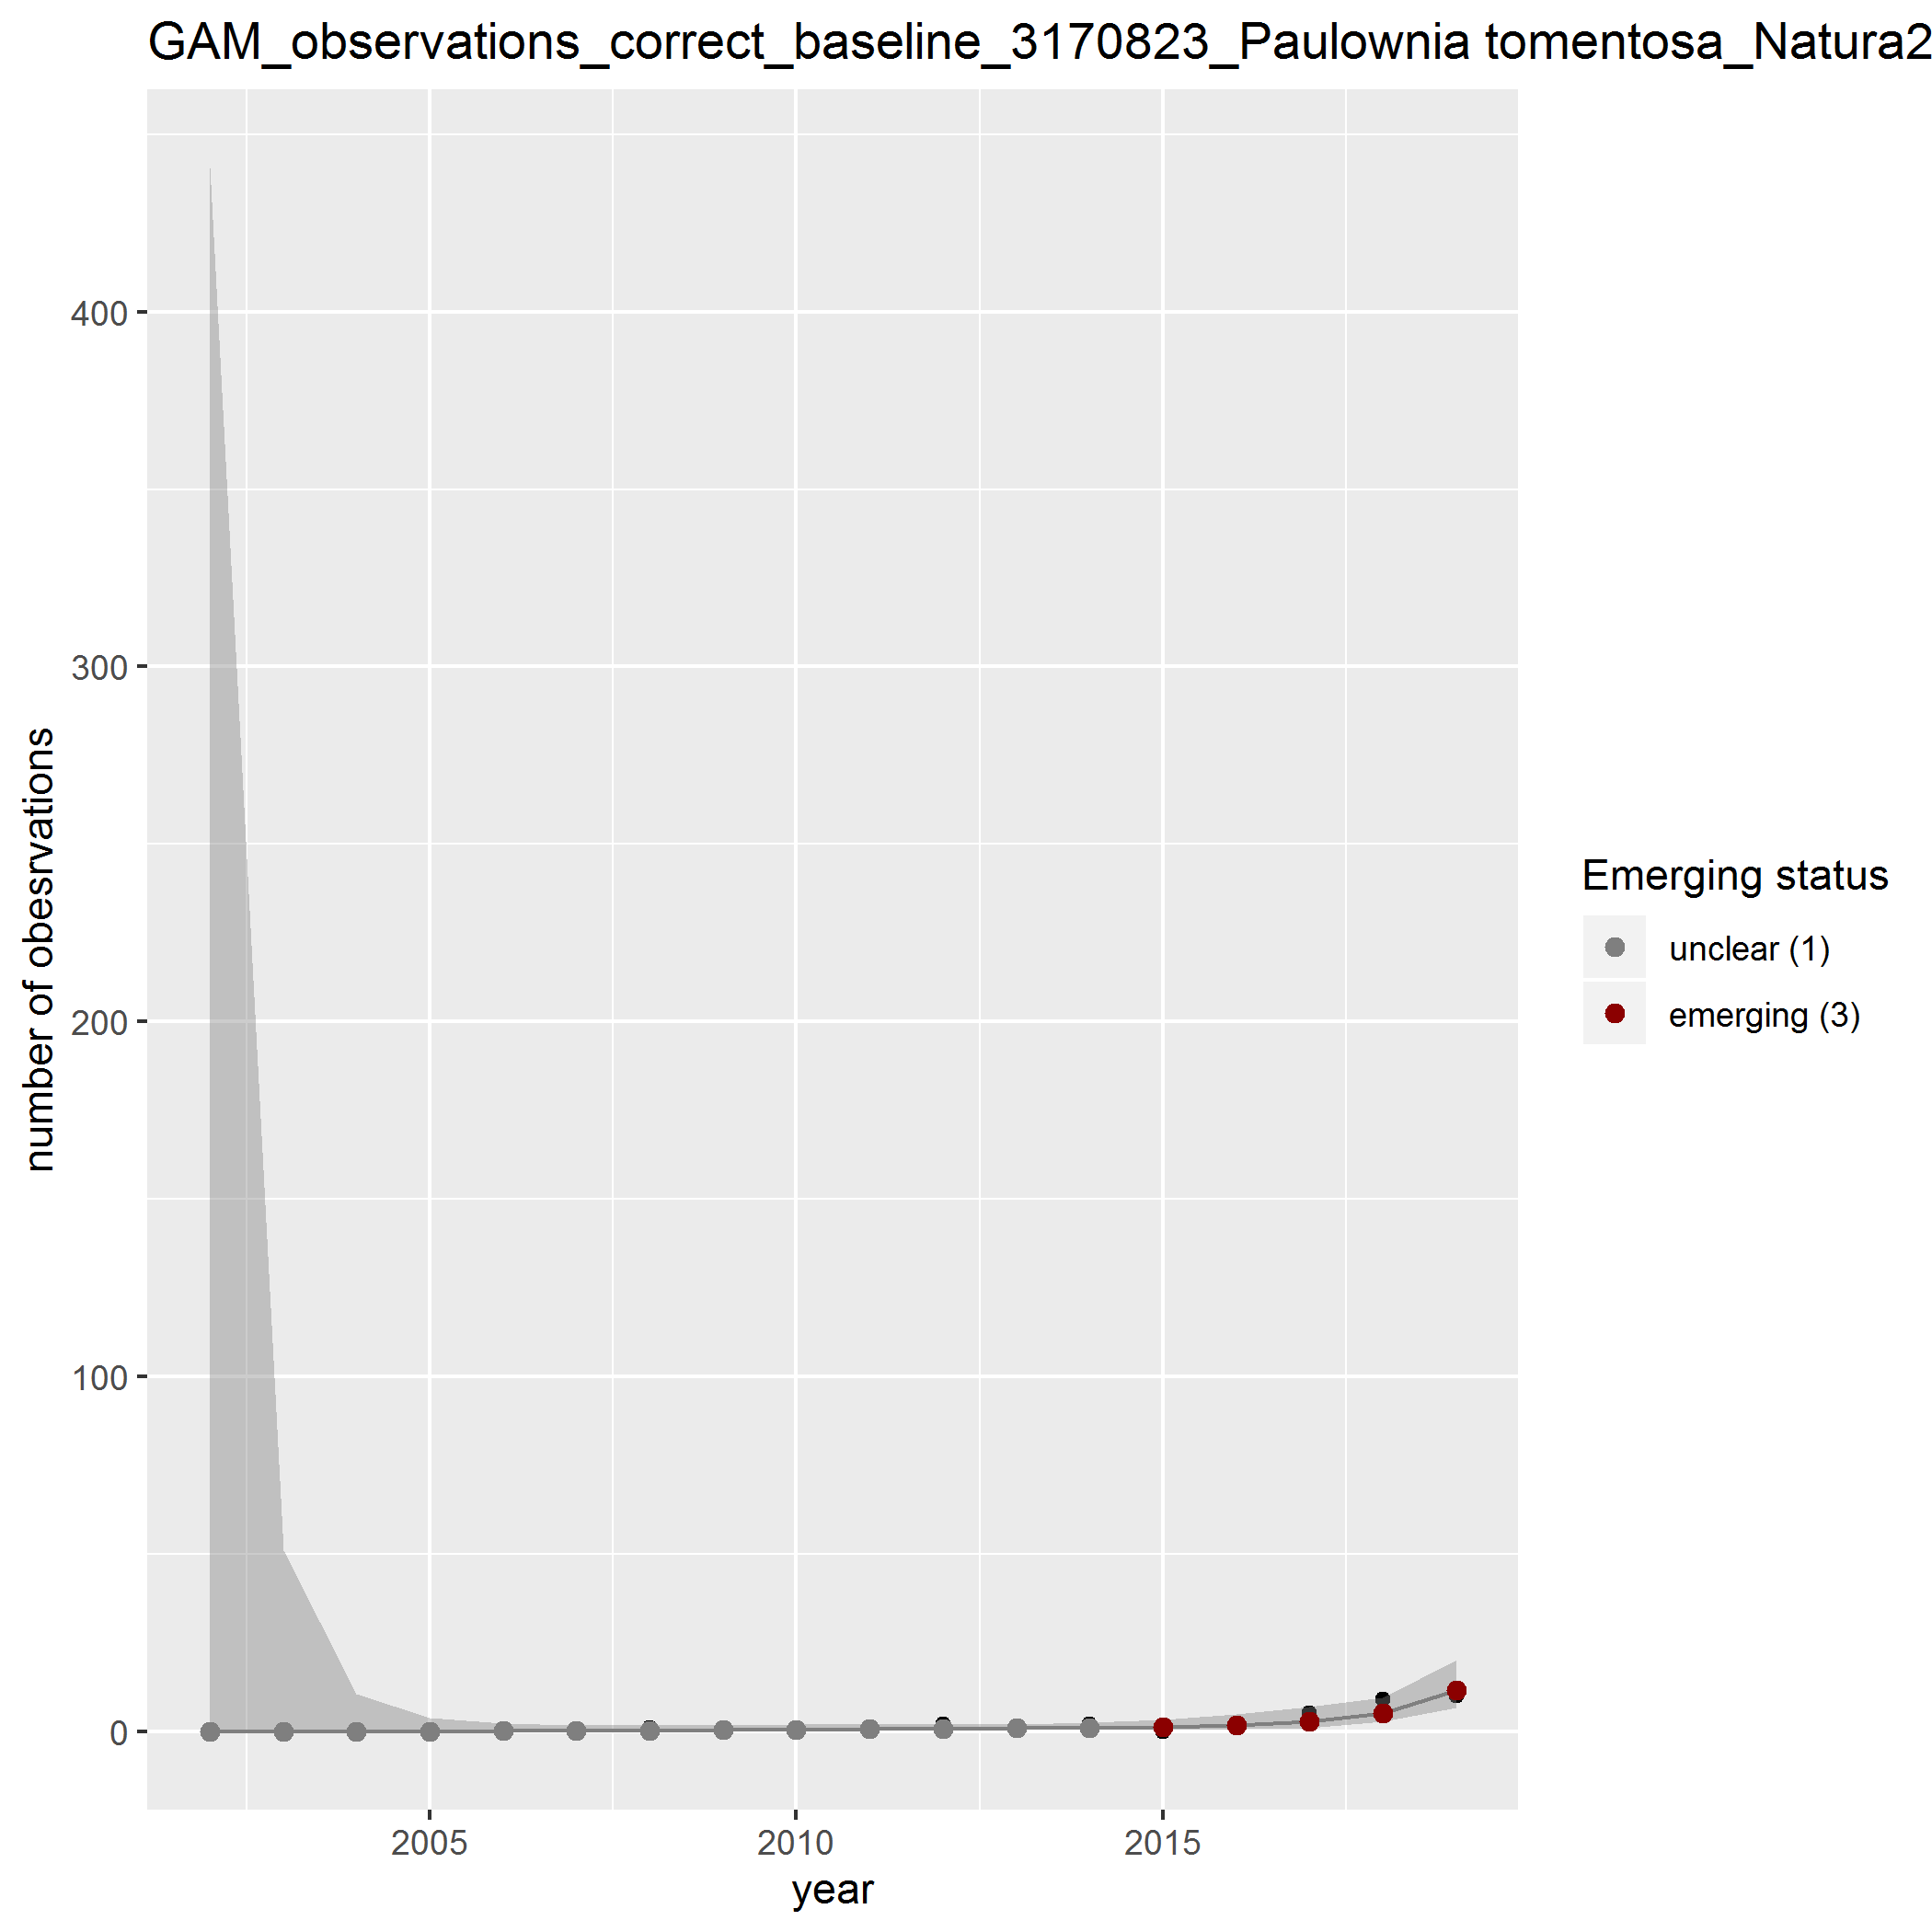 GAM_observations_correct_baseline_3170823_Paulownia tomentosa_Natura2
400
300
200
100
0
number of obesrvations
2005
2010
2015
year
Emerging status
unclear (1)
emerging (3)